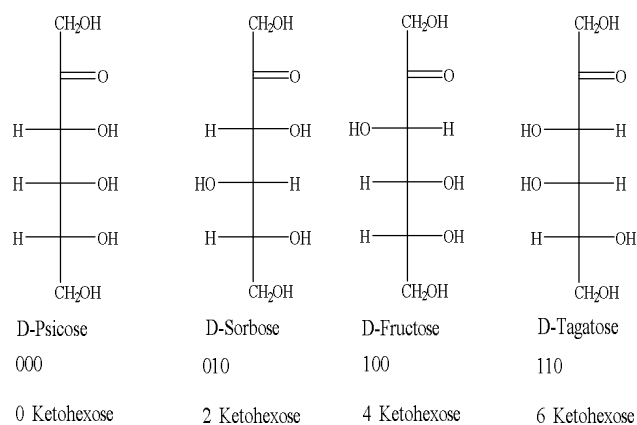 CH₂OH CH₂OH CH₂OH CH₂OH
O O O O
H OH H OH HO H HO H
H OH HO H H OH HO H
H OH H OH H OH H OH
CH₂OH CH₂OH CH₂OH CH₂OH
D-Psicose D-Sorbose D-Fructose D-Tagatose
000 010 100 110
0 Ketohexose 2 Ketohexose 4 Ketohexose 6 Ketohexose